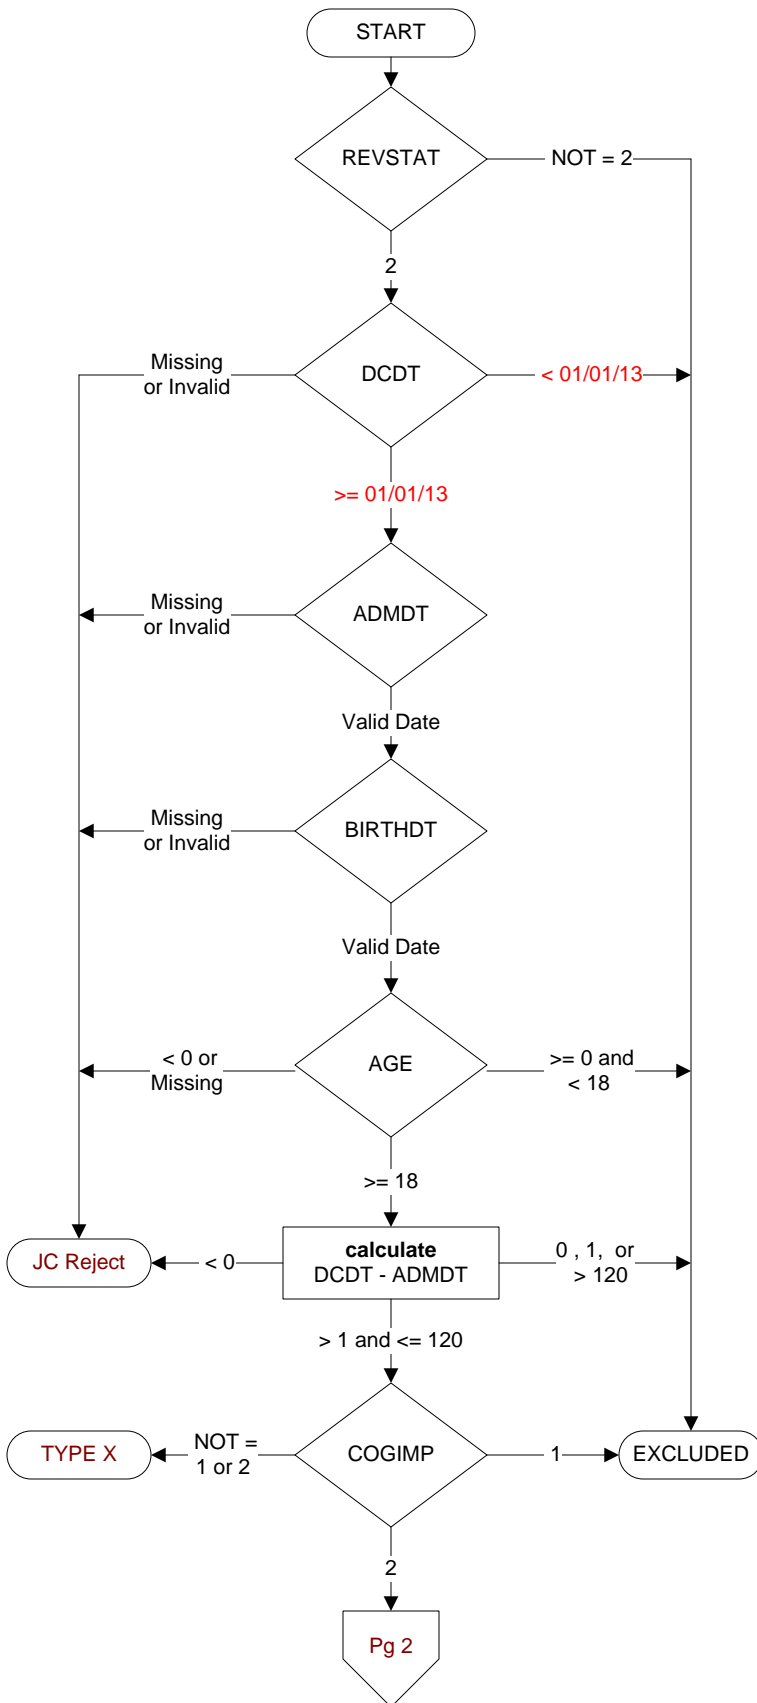 START
REVSTAT
NOT = 2
2
Missing
or Invalid
DCDT
< 01/01/13
>= 01/01/13
Missing
or Invalid
ADMDT
Valid Date
Missing
or Invalid
BIRTHDT
Valid Date
< 0 or
Missing
AGE
>= 0 and
< 18
>= 18
JC Reject
< 0
calculate
DCDT - ADMDT
0 , 1, or
> 120
> 1 and <= 120
TYPE X
NOT =
1 or 2
COGIMP
1
EXCLUDED
2
Pg 2